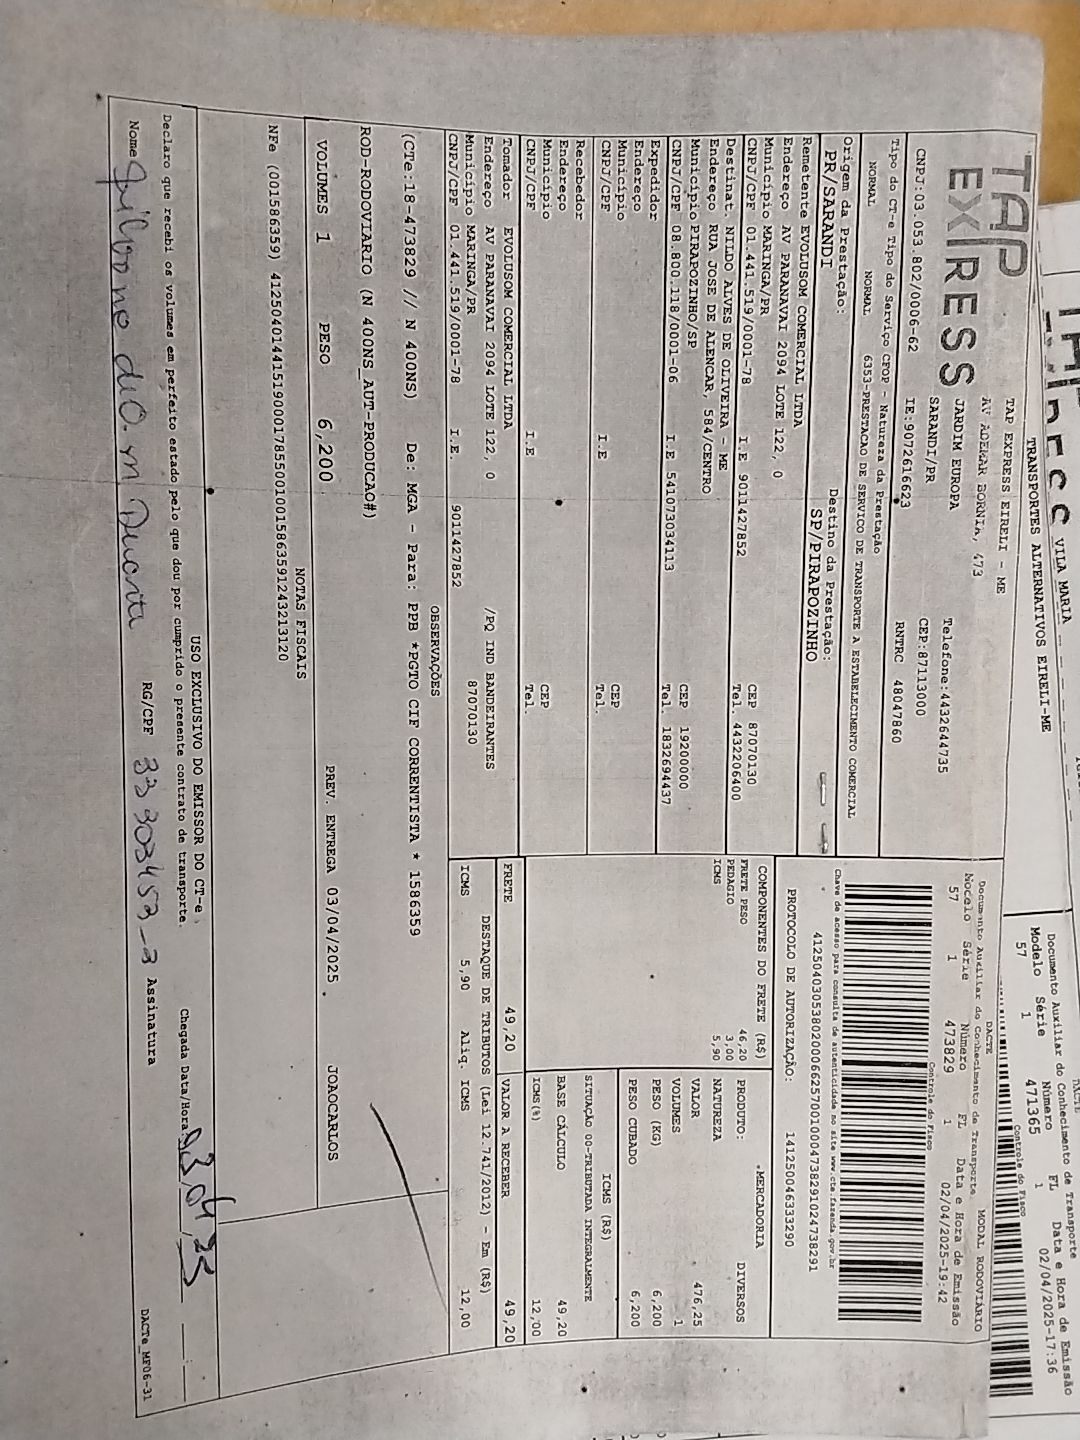 TAP
EXPRESS
TAP EXPRESS EIRELI - ME
AV ADEMAR BORNIA, 473
JARDIM EUROPA
SARANDI/PR
Telefone:4432644735
CEP:87113000
CNPJ:03.053.802/0006-62
IE:9072616623
RNTRC 48047860
DACTE
Documento Auxiliar do Conhecimento de Transporte. MODAL RODOVIÁRIO
Modelo Série Número FL Data e Hora de Emissão
57 1 473829 1 02/04/2025-19:42
Controle do Fisco
Tipo do CT-e Tipo do Serviço CFOP - Natureza da Prestação
NORMAL NORMAL 6353-PRESTACAO DE SERVICO DE TRANSPORTE A ESTABELECIMENTO COMERCIAL
Chave de acesso para consulta de autenticidade no site www.cte.fazenda.gov.br
41250403053802000662570010004738291024738291
Origem da Prestação:
PR/SARANDI
Destino da Prestação:
SP/PIRAPOZINHO
PROTOCOLO DE AUTORIZAÇÃO: 141250046333290
Remetente EVOLUSOM COMERCIAL LTDA
Endereço AV PARANAVAI 2094 LOTE 122, 0
Município MARINGA/PR CEP 87070130
CNPJ/CPF 01.441.519/0001-78 I.E 9011427852 Tel. 4432206400
Destinat. NILDO ALVES DE OLIVEIRA - ME
Endereço RUA JOSE DE ALENCAR, 584/CENTRO
Município PIRAPOZINHO/SP CEP 19200000
CNPJ/CPF 08.800.118/0001-06 I.E 541073034113 Tel. 1832694437
Expedidor
Endereço
Município CEP
CNPJ/CPF I.E Tel.
Recebedor
Endereço
Município CEP
CNPJ/CPF I.E Tel.
COMPONENTES DO FRETE (R$)
FRETE PESO 46,20
PEDAGIO 3,00
ICMS 5,90
MERCADORIA
PRODUTO: DIVERSOS
NATUREZA
VALOR 476,25
VOLUMES 1
PESO (KG) 6,200
PESO CUBADO 6,200
ICMS (R$)
SITUAÇÃO 00-TRIBUTADA INTEGRALMENTE
BASE CÁLCULO 49,20
ICMS(%) 12,00
Tomador EVOLUSOM COMERCIAL LTDA
Endereço AV PARANAVAI 2094 LOTE 122, 0 /PQ IND BANDEIRANTES
Município MARINGA/PR 87070130
CNPJ/CPF 01.441.519/0001-78 I.E. 9011427852
FRETE 49,20 VALOR A RECEBER 49,20
DESTAQUE DE TRIBUTOS (Lei 12.741/2012) - Em (R$)
ICMS 5,90 Aliq. ICMS 12,00
OBSERVAÇÕES
(CTe:18-473829 // N 400NS) De: MGA - Para: PPB *PGTO CIF CORRENTISTA * 1586359
ROD-RODOVIARIO (N 400NS_AUT-PRODUCAO#)
VOLUMES 1 PESO 6,200 PREV. ENTREGA 03/04/2025 JOAOCARLOS
NOTAS FISCAIS
NFe (001586359) 41250401441519000178550010015863591243213120
USO EXCLUSIVO DO EMISSOR DO CT-e
Declaro que recebi os volumes em perfeito estado pelo que dou por cumprido o presente contrato de transporte. Chegada Data/Hora: 03,04,25
Nome RG/CPF 33303453-3 Assinatura
DACTe_MF06-31
TRANSPORTES ALTERNATIVOS EIRELI-ME
VILA MARIA
Documento Auxiliar do Conhecimento de Transporte
Modelo Série Número FL Data e Hora de Emissão
57 1 471365 1 02/04/2025-17:36
Controle do Fisco